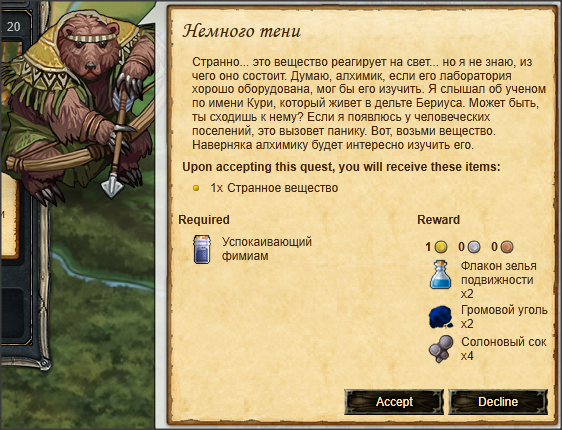 20
Немного тени
Странно... это вещество реагирует на свет... но я не знаю, из
чего оно состоит. Думаю, алхимик, если его лаборатория
хорошо оборудована, мог бы его изучить. Я слышал об ученом
по имени Кури, который живет в дельте Бериуса. Может быть,
ты сходишь к нему? Если я появлюсь у человеческих
поселений, это вызовет панику. Вот, возьми вещество.
Наверняка алхимику будет интересно изучить его.
Upon accepting this quest, you will receive these items:
1x Странное вещество
Required
Успокаивающий
фимиам
Reward
1 0 0
Флакон зелья
подвижности
x2
Громовой уголь
x2
Солоновый сок
x4
Accept
Decline